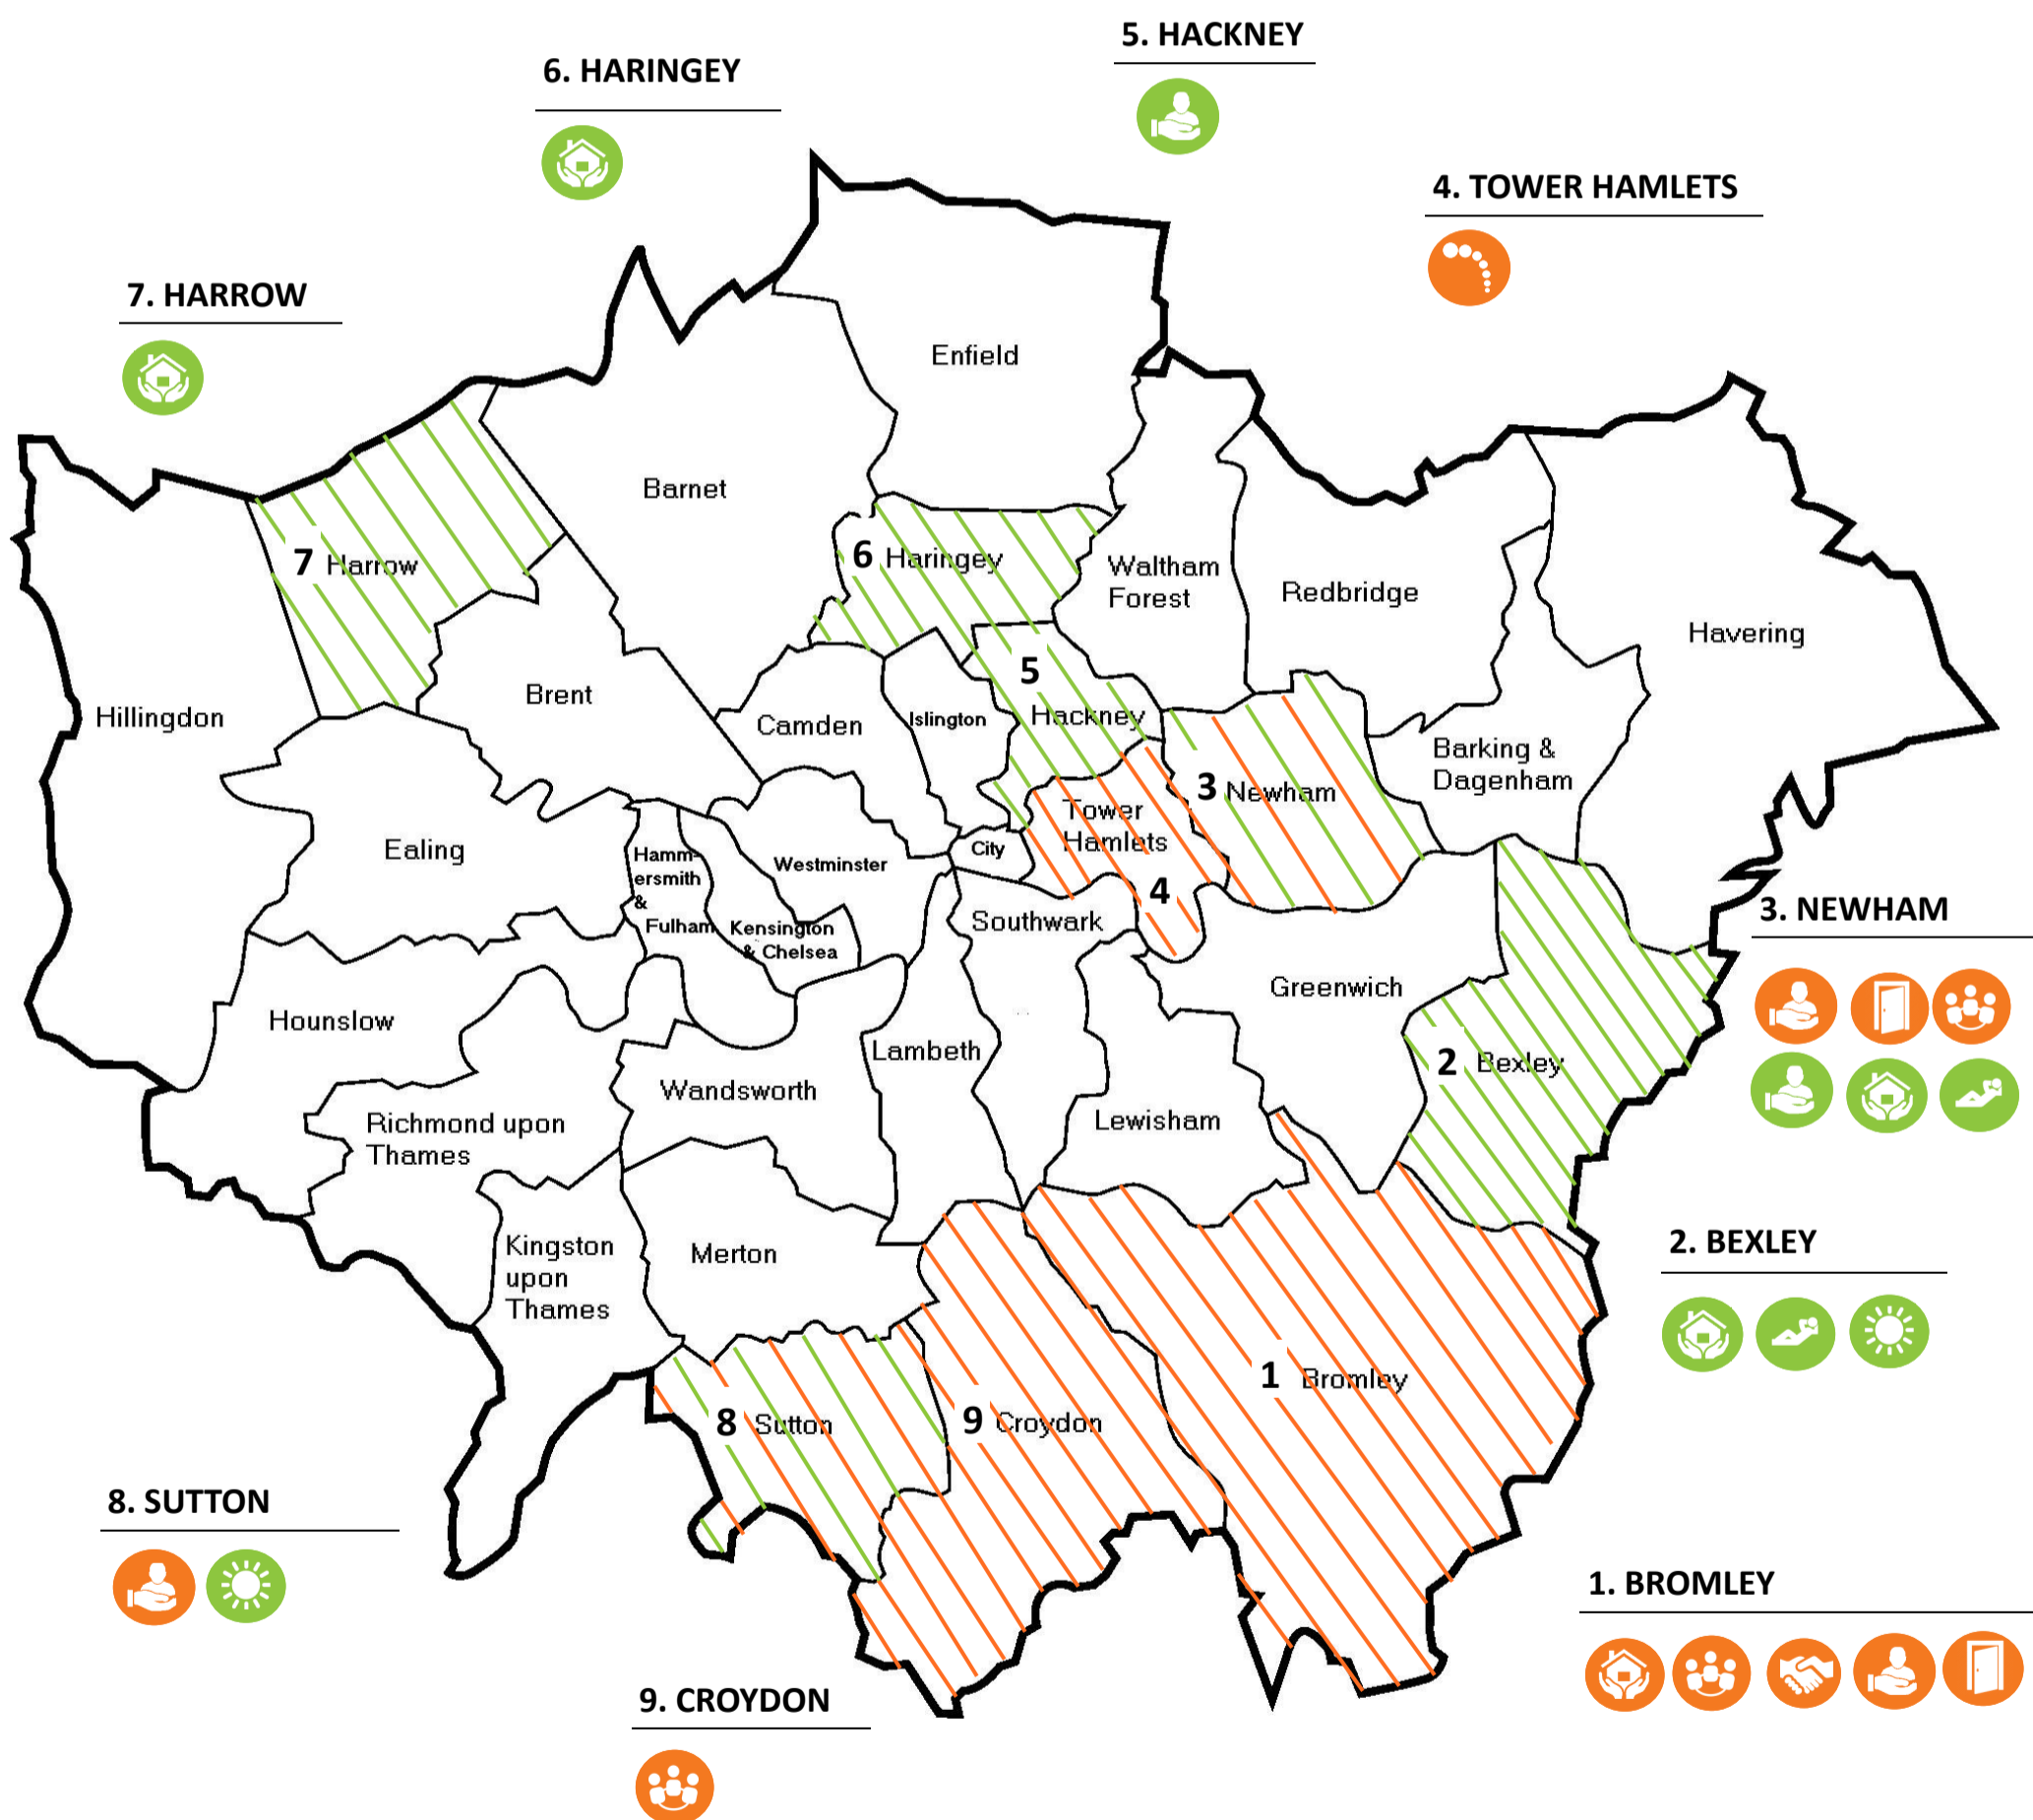 5. HACKNEY
6. HARINGEY
4. TOWER HAMLETS
7. HARROW
Enfield
Barnet
6 Haringey
7 Harrow
Waltham
Forest
Redbridge
Havering
5
Hackney
Brent
Hillingdon
Camden
Islington
Barking &
Dagenham
3 Newham
Tower
Hamlets
4
Ealing
Hamm-
ersmith
&
Fulham
Westminster
City
Kensington
& Chelsea
Southwark
3. NEWHAM
Greenwich
Hounslow
Lambeth
2 Bexley
Wandsworth
Richmond upon
Thames
Lewisham
2. BEXLEY
Kingston
upon
Thames
Merton
1 Bromley
8 Sutton
9 Croydon
8. SUTTON
1. BROMLEY
9. CROYDON